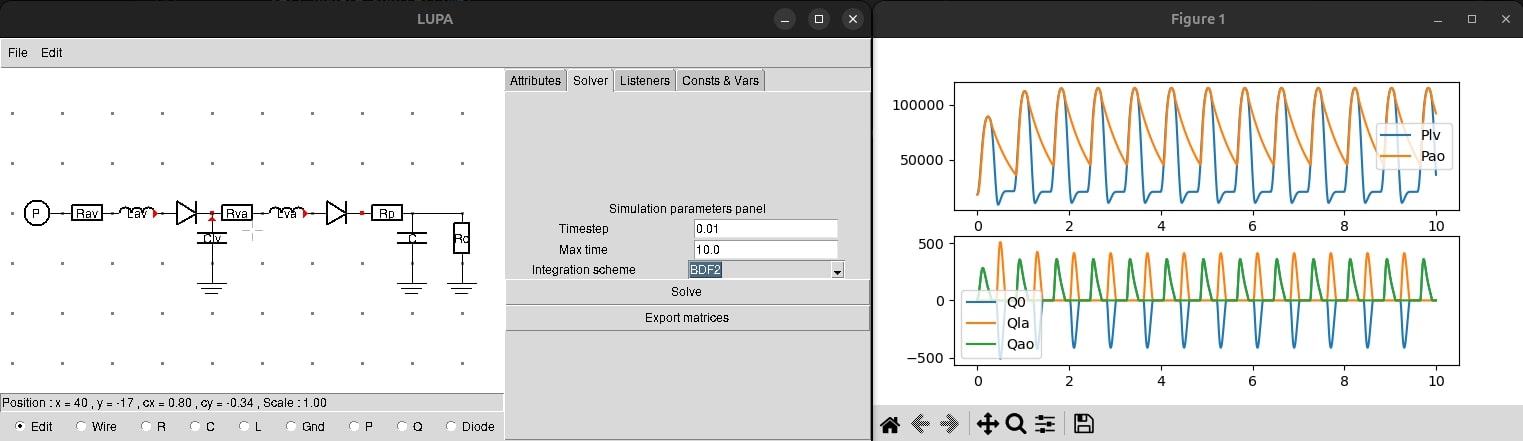 LUPA
File Edit
Attributes Solver Listeners Consts & Vars
P Rav Lav Rva Lva Rp
Clv C Rd
Simulation parameters panel
Timestep 0.01
Max time 10.0
Integration scheme BDF2
Solve
Export matrices
Position : x = 40 , y = -17 , cx = 0.80 , cy = -0.34 , Scale : 1.00
Edit Wire R C L Gnd P Q Diode
Figure 1
100000
50000
Plv
Pao
0 2 4 6 8 10
500
0
−500
Q0
Qla
Qao
0 2 4 6 8 10